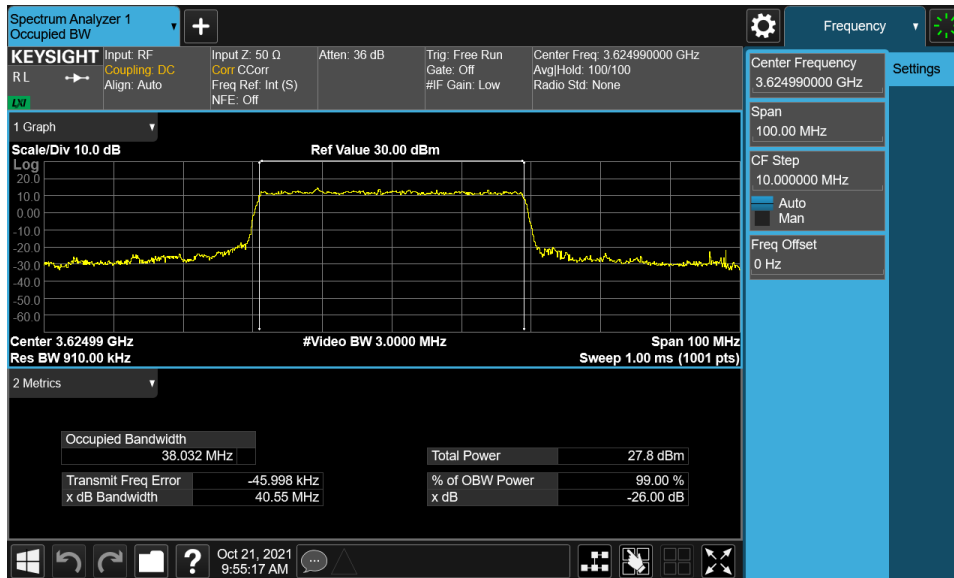 Spectrum Analyzer 1
Occupied BW
+
Frequency
KEYSIGHT
R L
LXI
Input: RF
Coupling: DC
Align: Auto
Input Z: 50 Ω
Corr CCorr
Freq Ref: Int (S)
NFE: Off
Atten: 36 dB
Trig: Free Run
Gate: Off
#IF Gain: Low
Center Freq: 3.624990000 GHz
Avg|Hold: 100/100
Radio Std: None
Center Frequency
3.624990000 GHz
Settings
Span
100.00 MHz
CF Step
10.000000 MHz
Auto
Man
Freq Offset
0 Hz
1 Graph
Scale/Div 10.0 dB
Ref Value 30.00 dBm
Log
20.0
10.0
0.00
-10.0
-20.0
-30.0
-40.0
-50.0
-60.0
Center 3.62499 GHz
#Video BW 3.0000 MHz
Span 100 MHz
Res BW 910.00 kHz
Sweep 1.00 ms (1001 pts)
2 Metrics
Occupied Bandwidth
38.032 MHz
Total Power 27.8 dBm
Transmit Freq Error -45.998 kHz
% of OBW Power 99.00 %
x dB Bandwidth 40.55 MHz
x dB -26.00 dB
?
Oct 21, 2021
9:55:17 AM